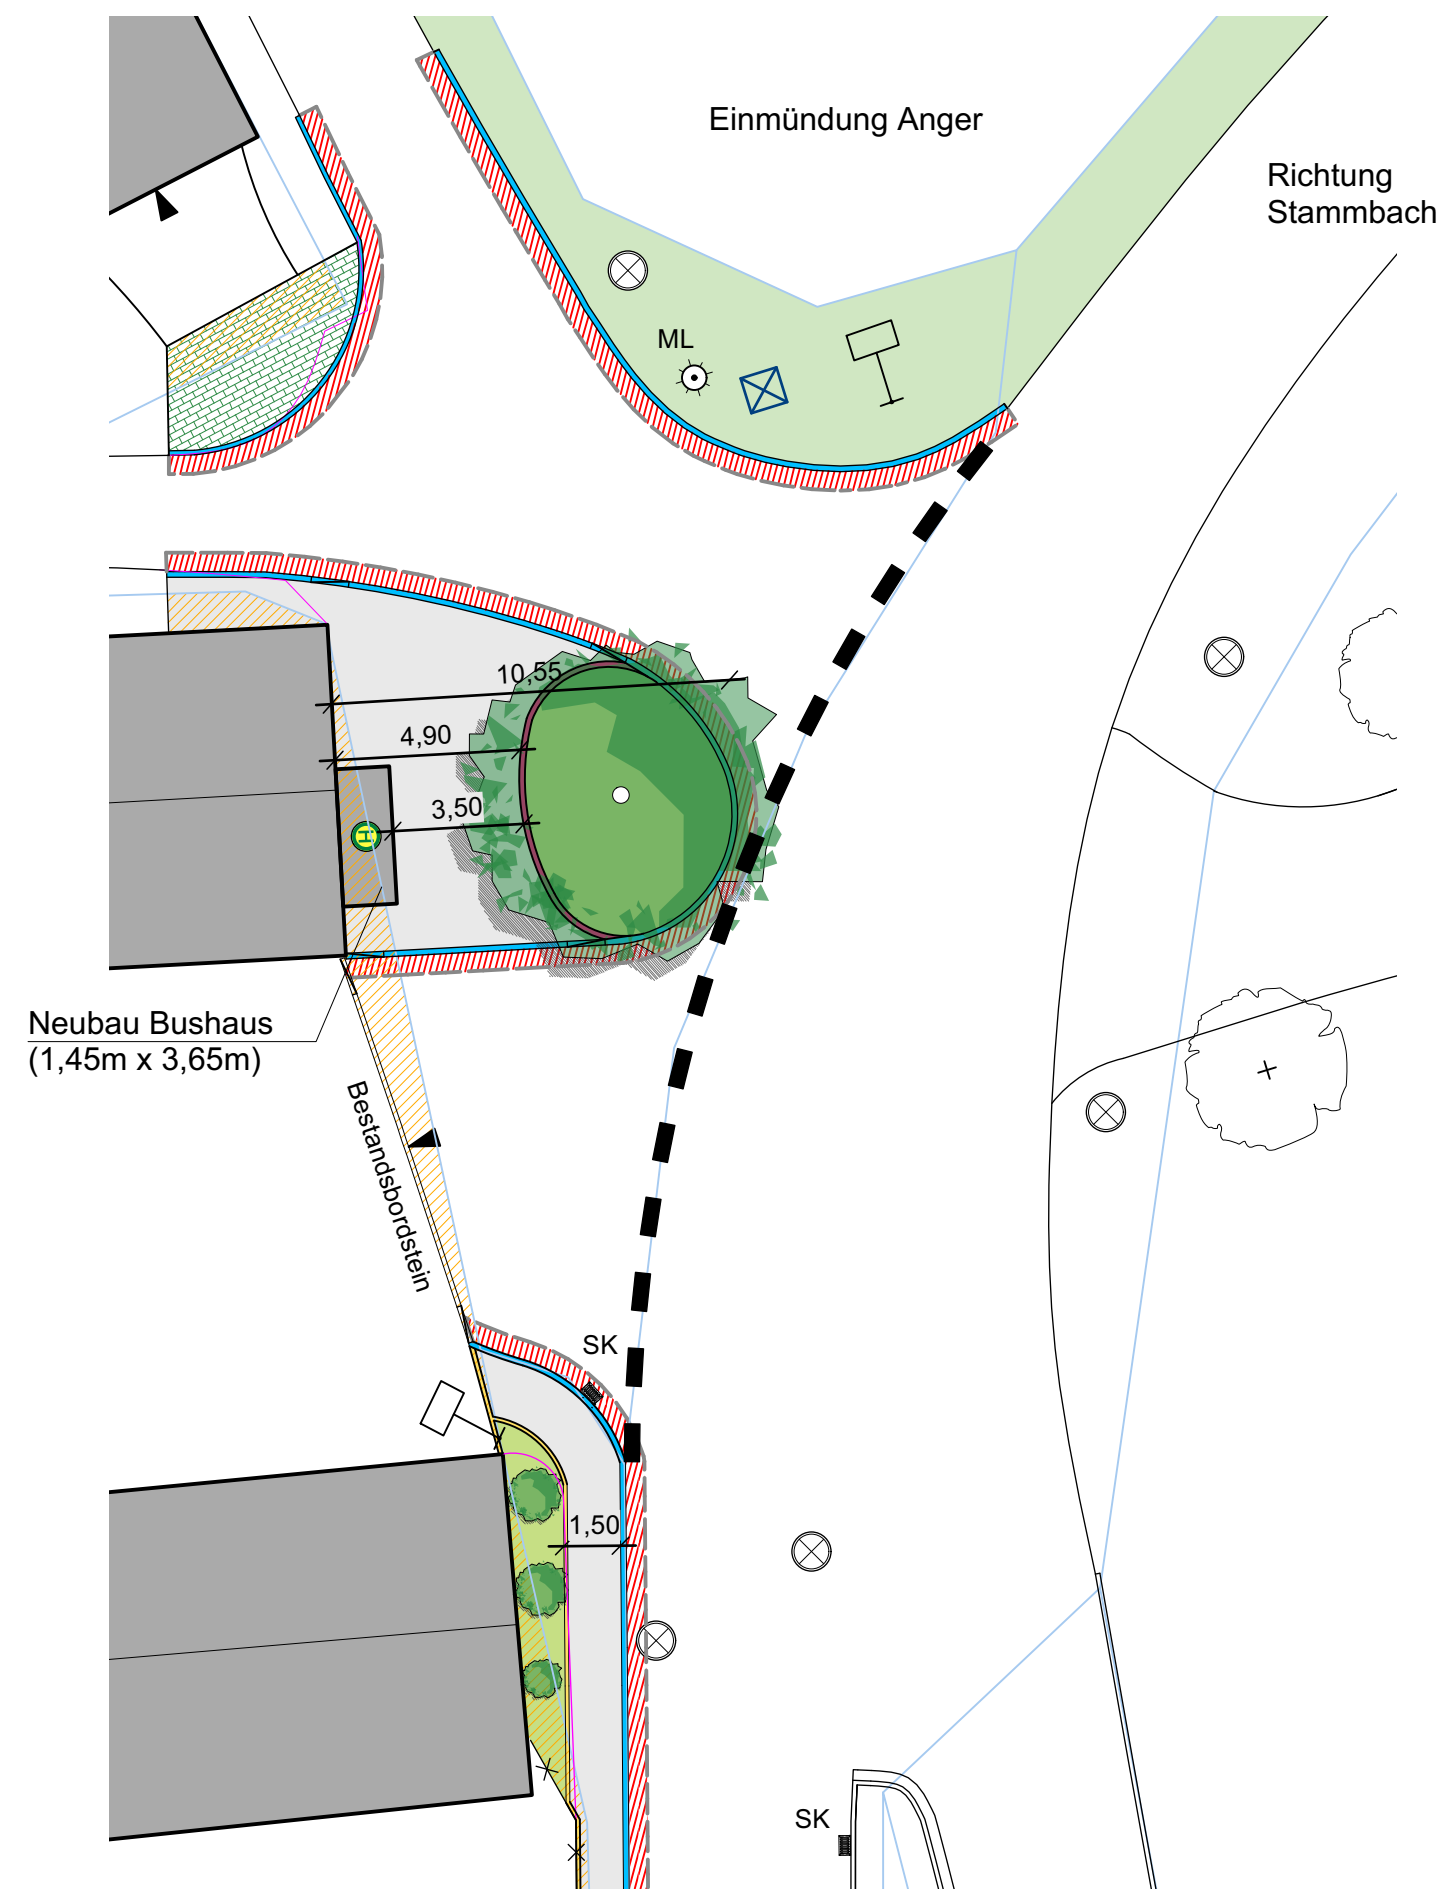 Einmündung Anger
Richtung
Stammbach
ML
10,55
4,90
3,50
H
Neubau Bushaus
(1,45m x 3,65m)
Bestandsbordstein
SK
1,50
SK